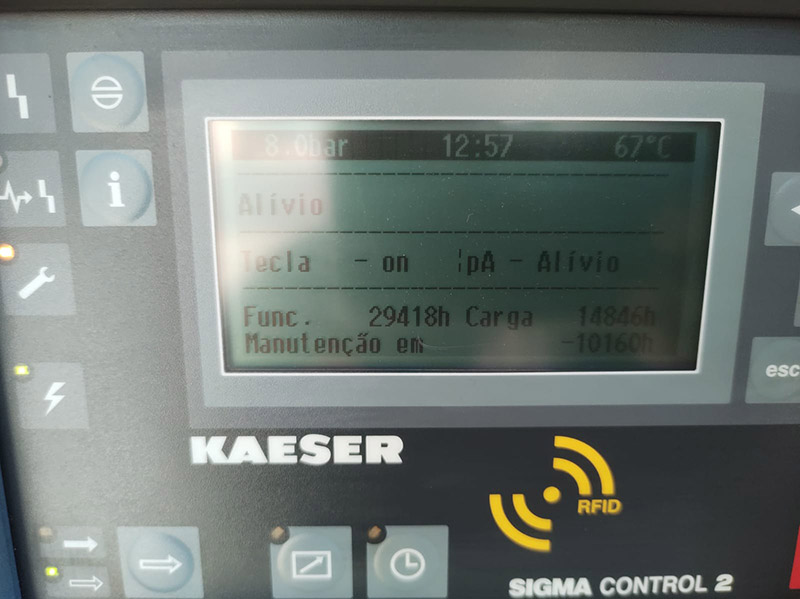 8.0bar 12:57 67°C
Alívio
Tecla - on ¦pA - Alívio
Func. 29418h Carga 14846h
Manutenção em -10160h
esc
KAESER
RFID
SIGMA CONTROL 2